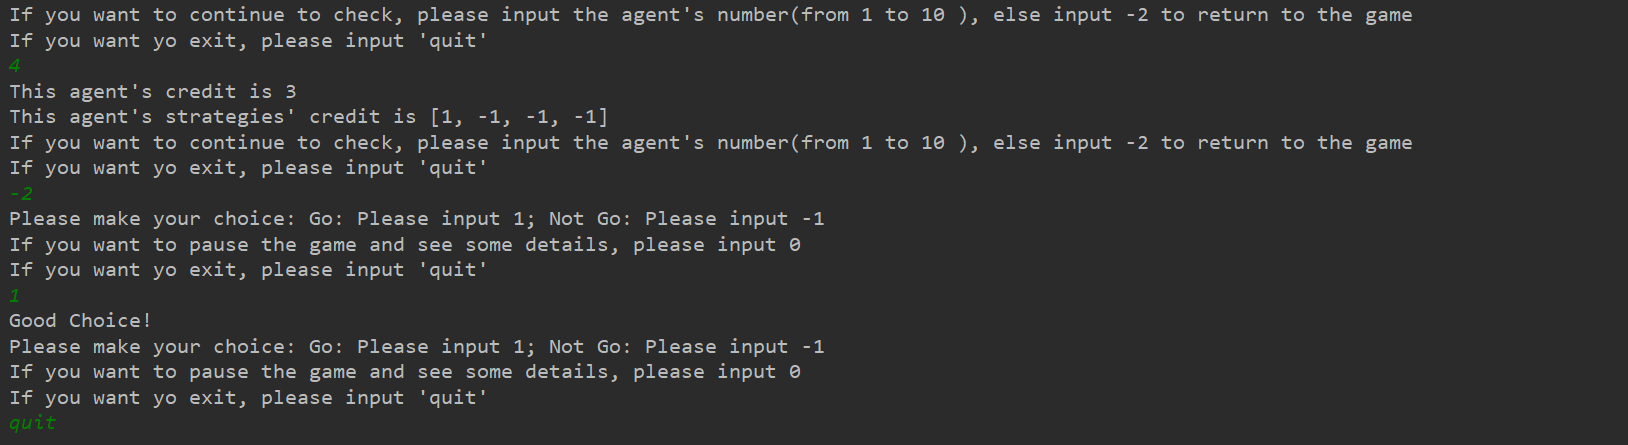 If you want to continue to check, please input the agent's number(from 1 to 10 ), else input -2 to return to the game
If you want yo exit, please input 'quit'
4
This agent's credit is 3
This agent's strategies' credit is [1, -1, -1, -1]
If you want to continue to check, please input the agent's number(from 1 to 10 ), else input -2 to return to the game
If you want yo exit, please input 'quit'
-2
Please make your choice: Go: Please input 1; Not Go: Please input -1
If you want to pause the game and see some details, please input 0
If you want yo exit, please input 'quit'
1
Good Choice!
Please make your choice: Go: Please input 1; Not Go: Please input -1
If you want to pause the game and see some details, please input 0
If you want yo exit, please input 'quit'
quit